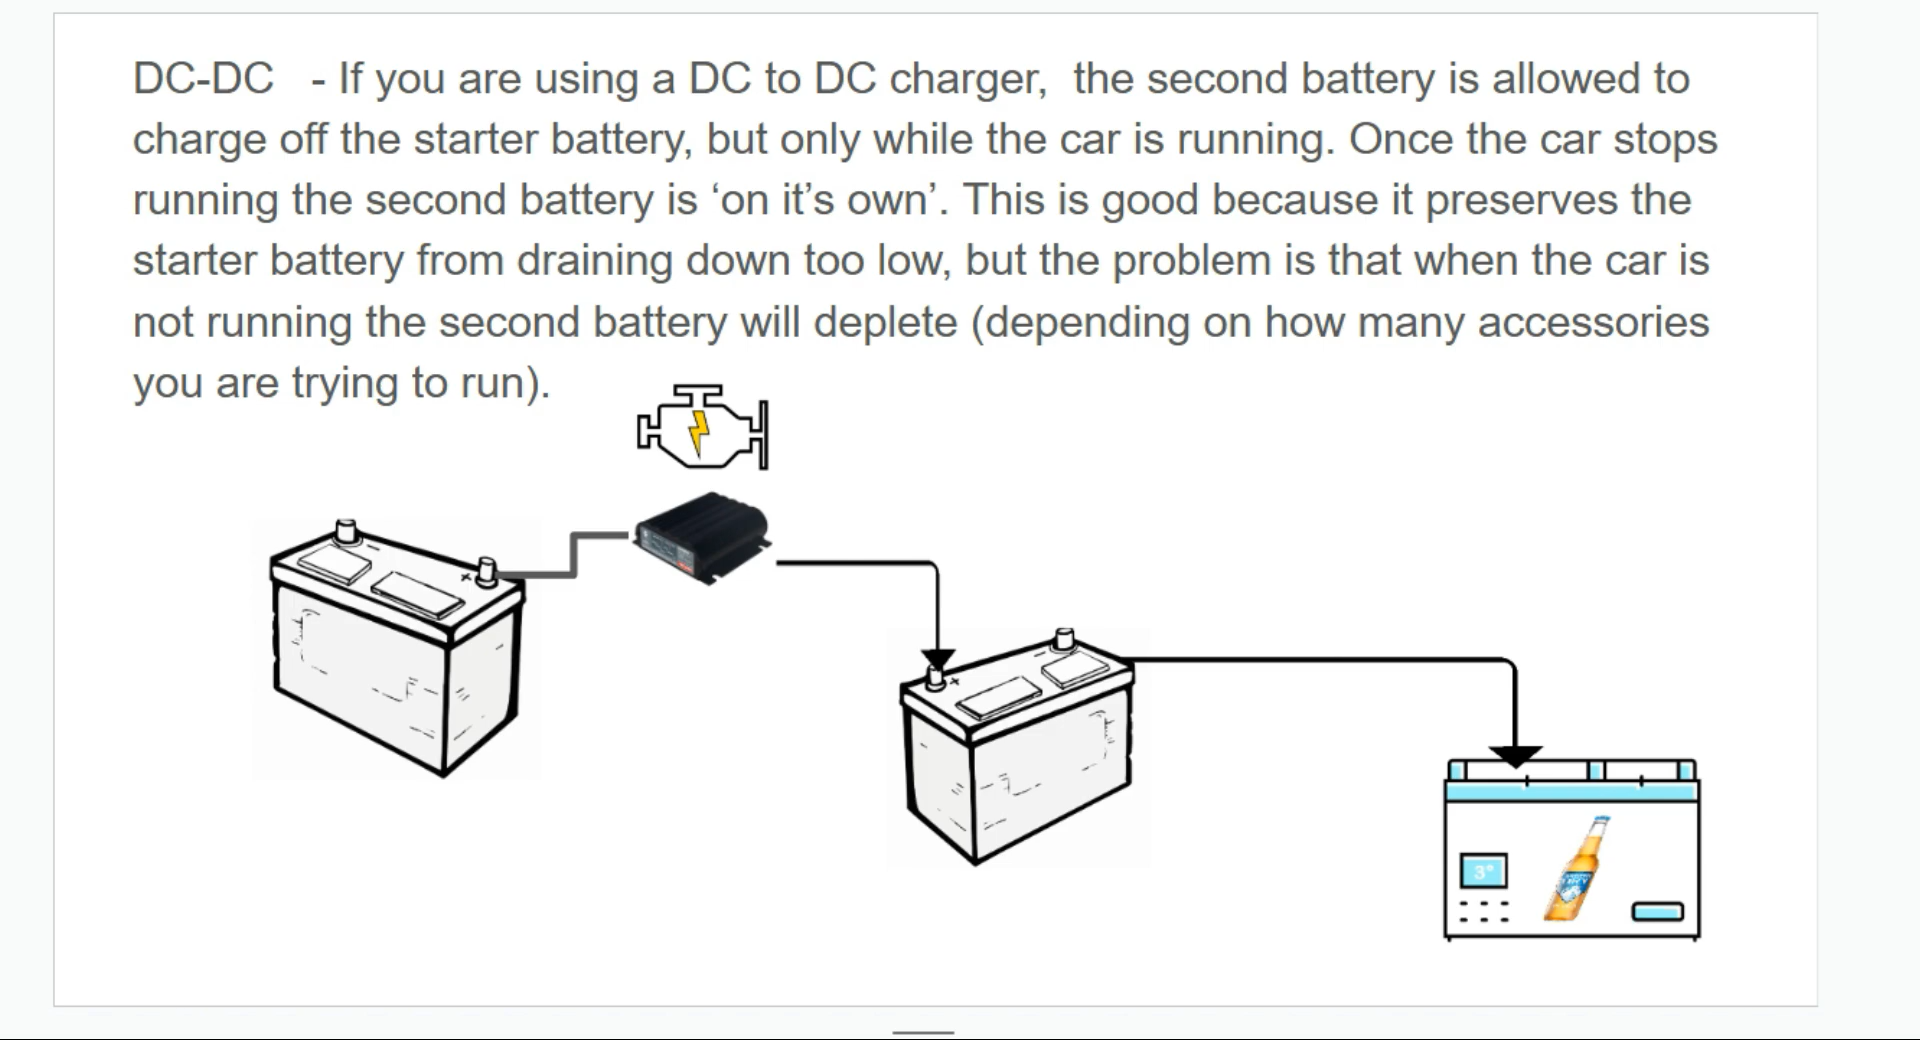 DC-DC - If you are using a DC to DC charger, the second battery is allowed to
charge off the starter battery, but only while the car is running. Once the car stops
running the second battery is ‘on it’s own’. This is good because it preserves the
starter battery from draining down too low, but the problem is that when the car is
not running the second battery will deplete (depending on how many accessories
you are trying to run).
3°